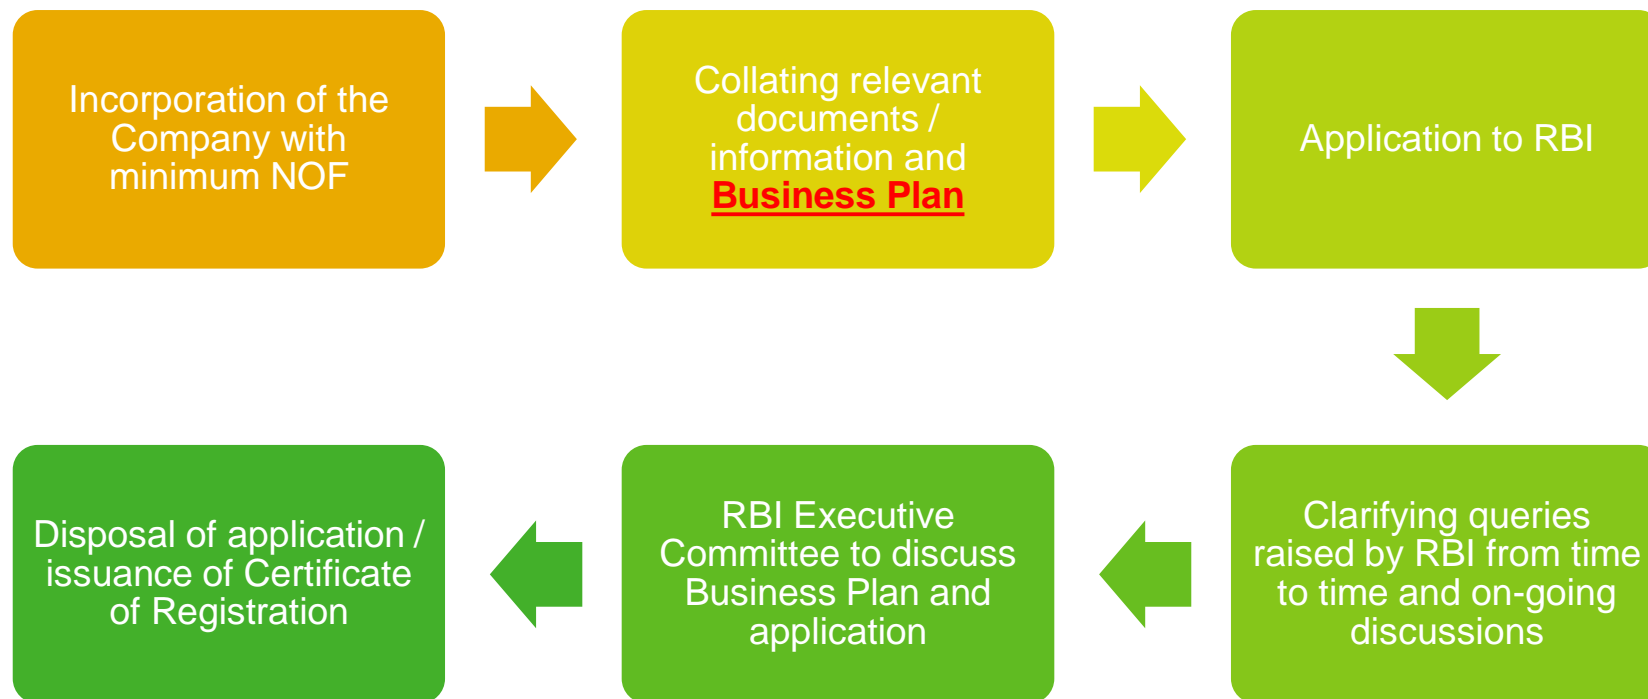 Incorporation of the
Company with
minimum NOF
Collating relevant
documents /
information and
Business Plan
Application to RBI
Clarifying queries
raised by RBI from time
to time and on-going
discussions
RBI Executive
Committee to discuss
Business Plan and
application
Disposal of application /
issuance of Certificate
of Registration